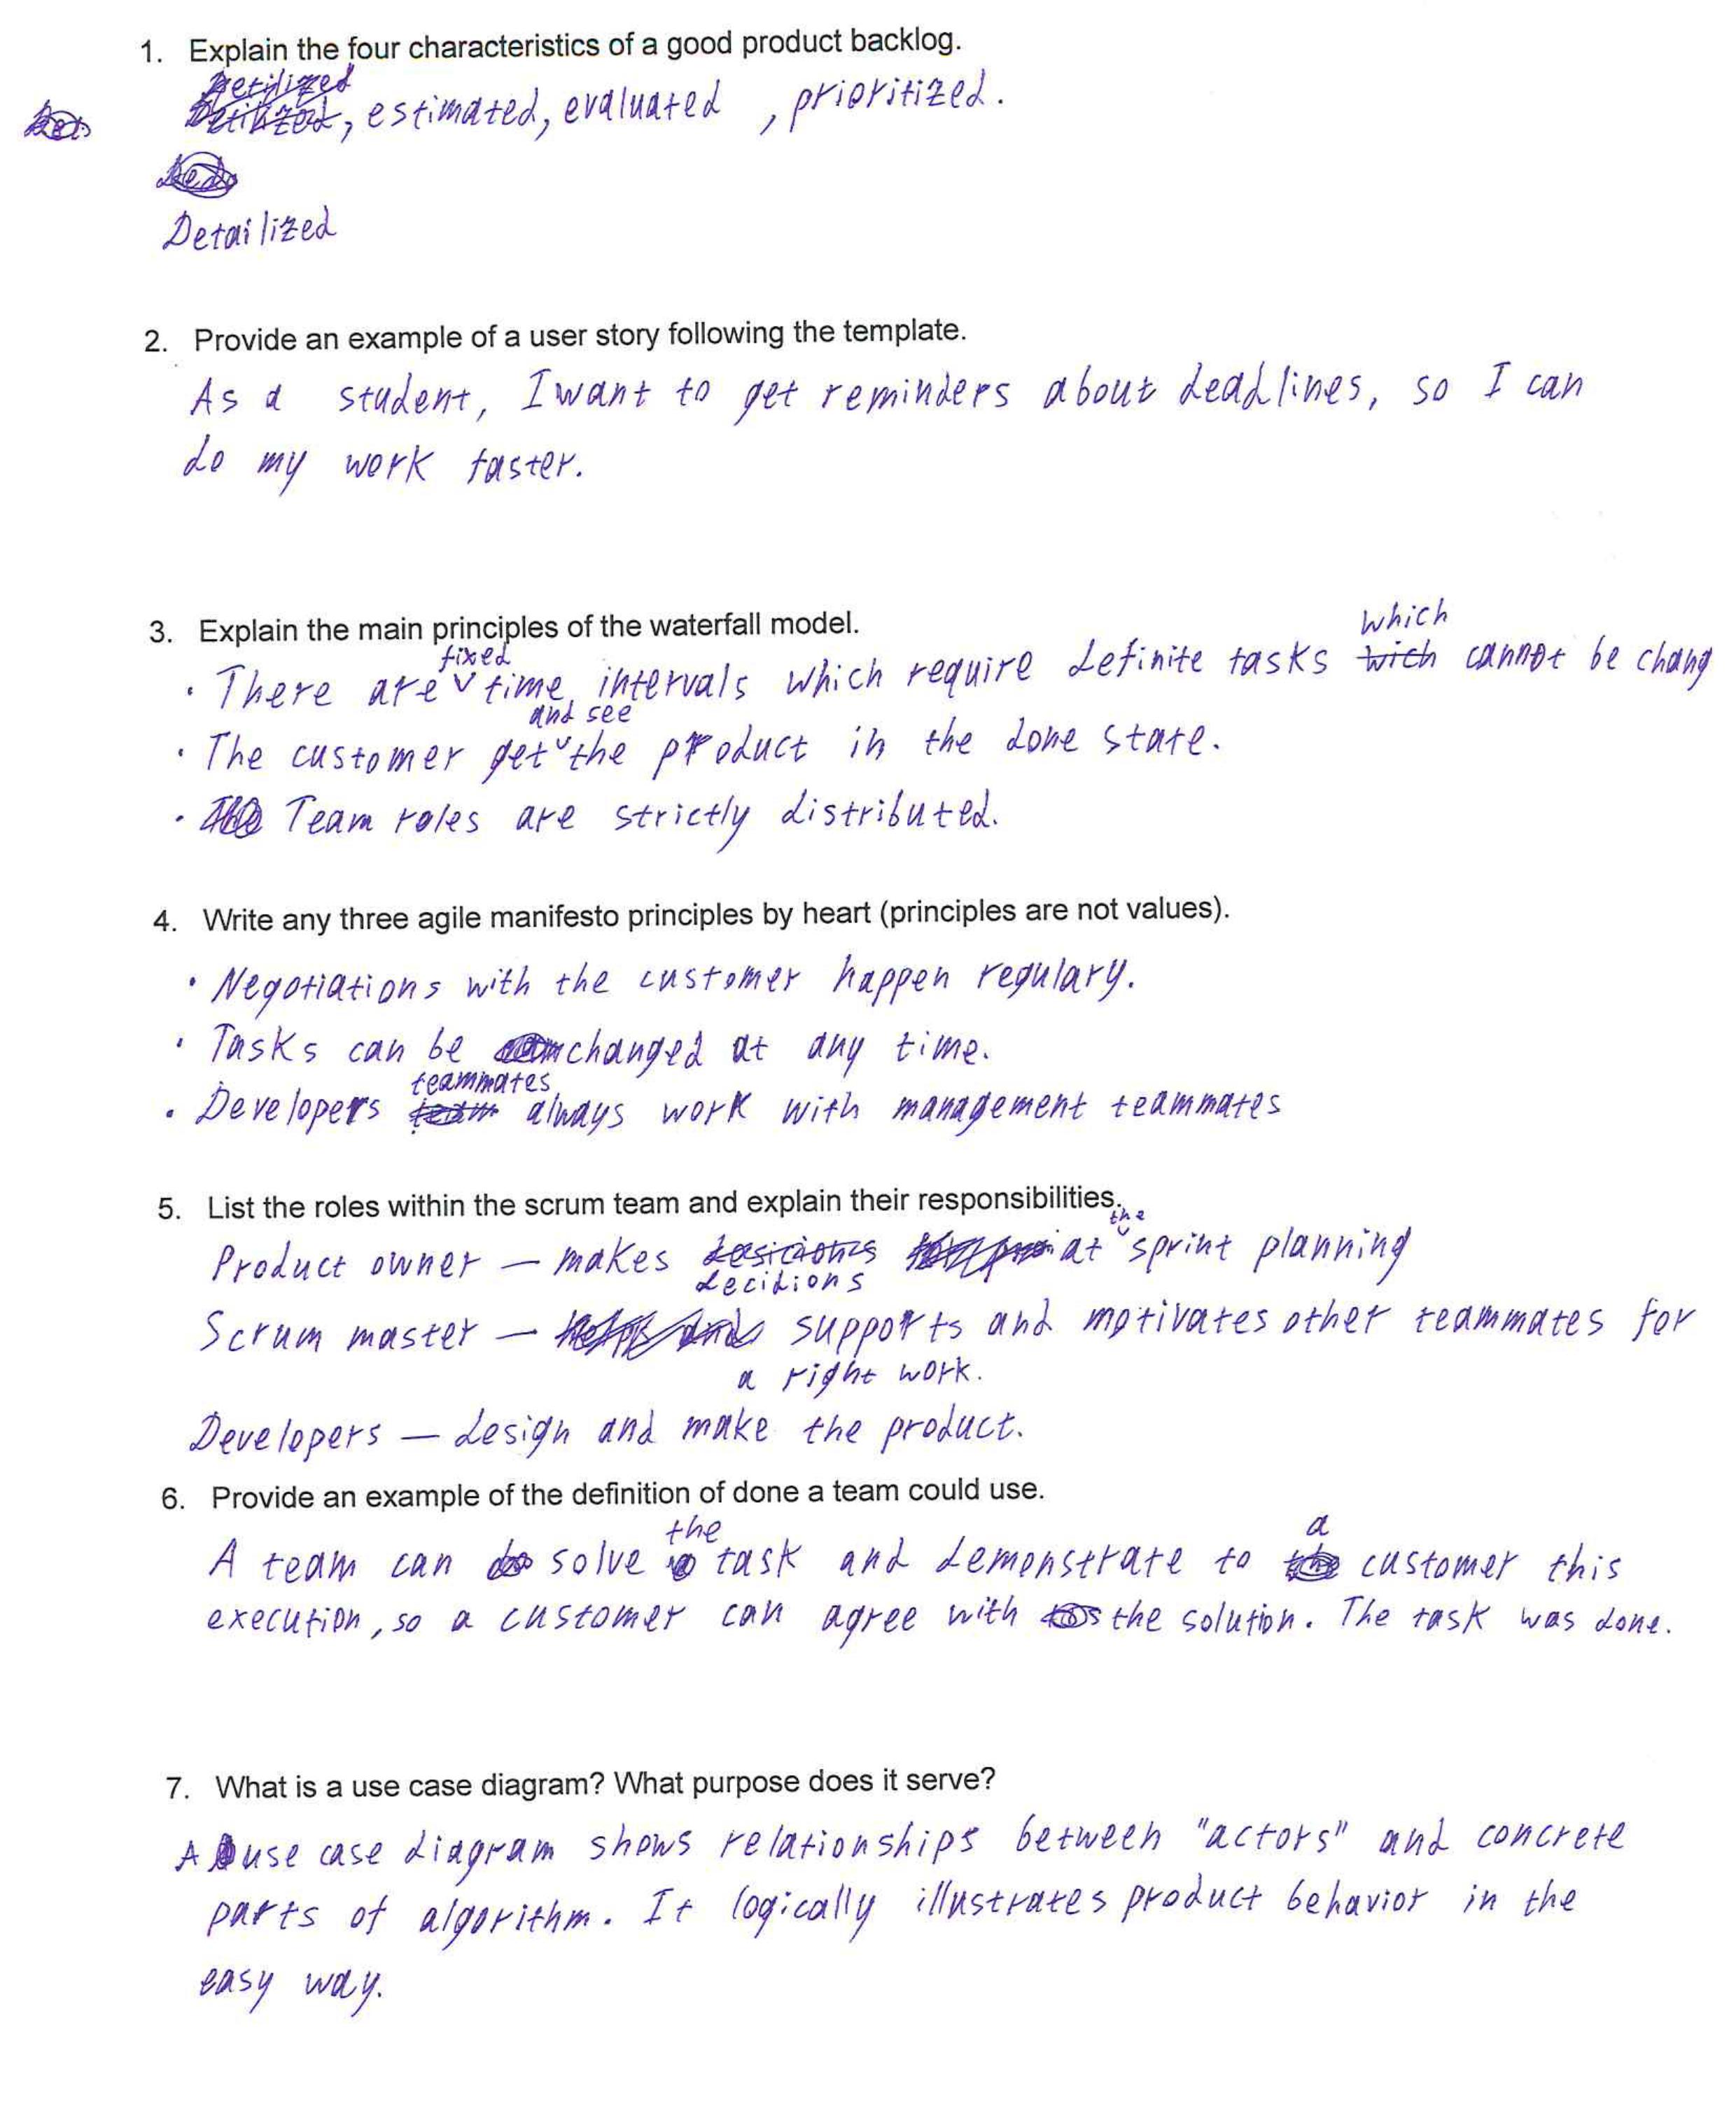 1. Explain the four characteristics of a good product backlog.
Detilized
Detilized, estimated, evaluated , prioritized.
Detailized
2. Provide an example of a user story following the template.
As a student, I want to get reminders about deadlines, so I can
do my work faster.
3. Explain the main principles of the waterfall model.
which
fixed
• There are ˅ time intervals which require definite tasks wich cannot be chang
and see
• The customer get ˅ the product in the done state.
• The Team roles are strictly distributed.
4. Write any three agile manifesto principles by heart (principles are not values).
• Negotiations with the customer happen regulary.
• Tasks can be changed at any time.
teammates
• Developers team always work with management teammates
5. List the roles within the scrum team and explain their responsibilities.
the
Product owner — makes desicions at ˅ sprint planning
decidions
Scrum master — helps and supports and motivates other teammates for
a right work.
Developers — design and make the product.
6. Provide an example of the definition of done a team could use.
the a
A team can do solve task and demonstrate to the customer this
execution, so a customer can agree with the solution. The task was done.
7. What is a use case diagram? What purpose does it serve?
A use case diagram shows relationships between "actors" and concrete
parts of algorithm. It logically illustrates product behavior in the
easy way.